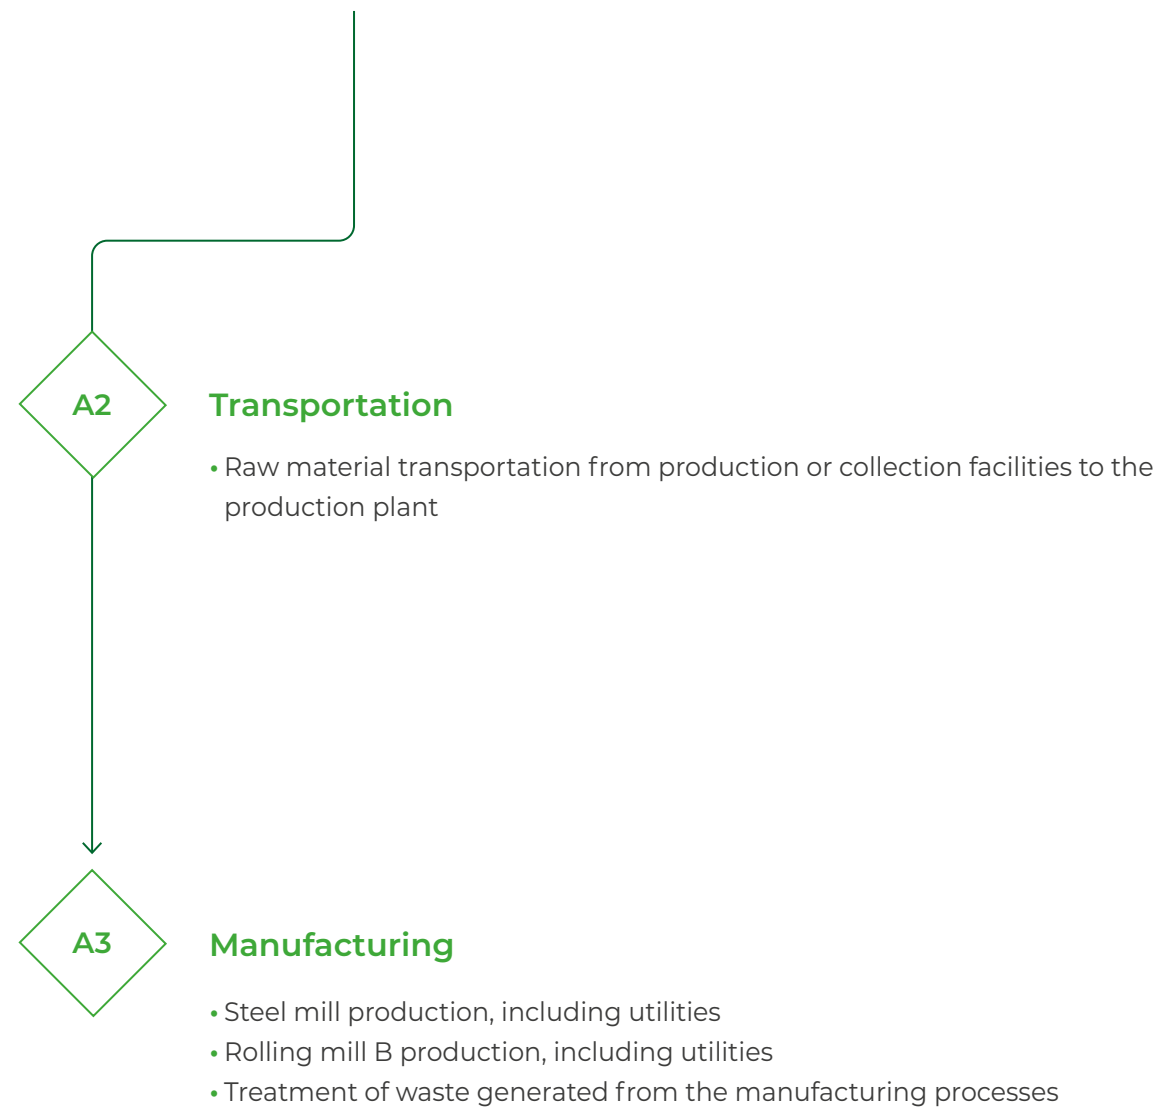 A2
Transportation
• Raw material transportation from production or collection facilities to the
production plant
A3
Manufacturing
• Steel mill production, including utilities
• Rolling mill B production, including utilities
• Treatment of waste generated from the manufacturing processes